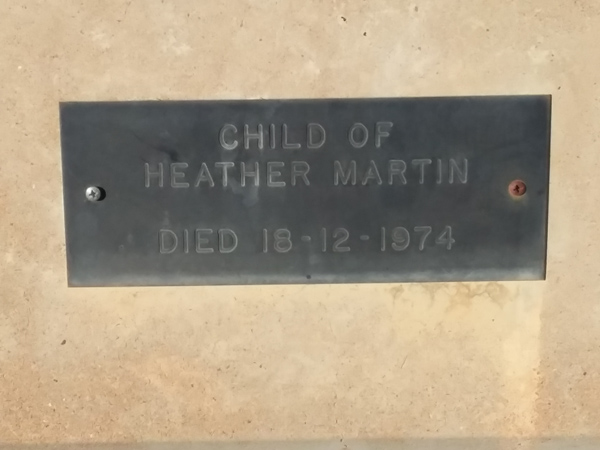 CHILD OF
HEATHER MARTIN
DIED 18-12-1974